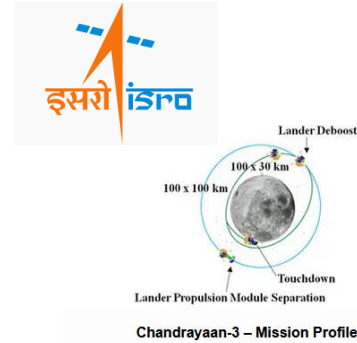 इसरो isro
Lander Deboost
100 x 30 km
100 x 100 km
Touchdown
Lander Propulsion Module Separation
Chandrayaan-3 – Mission Profile